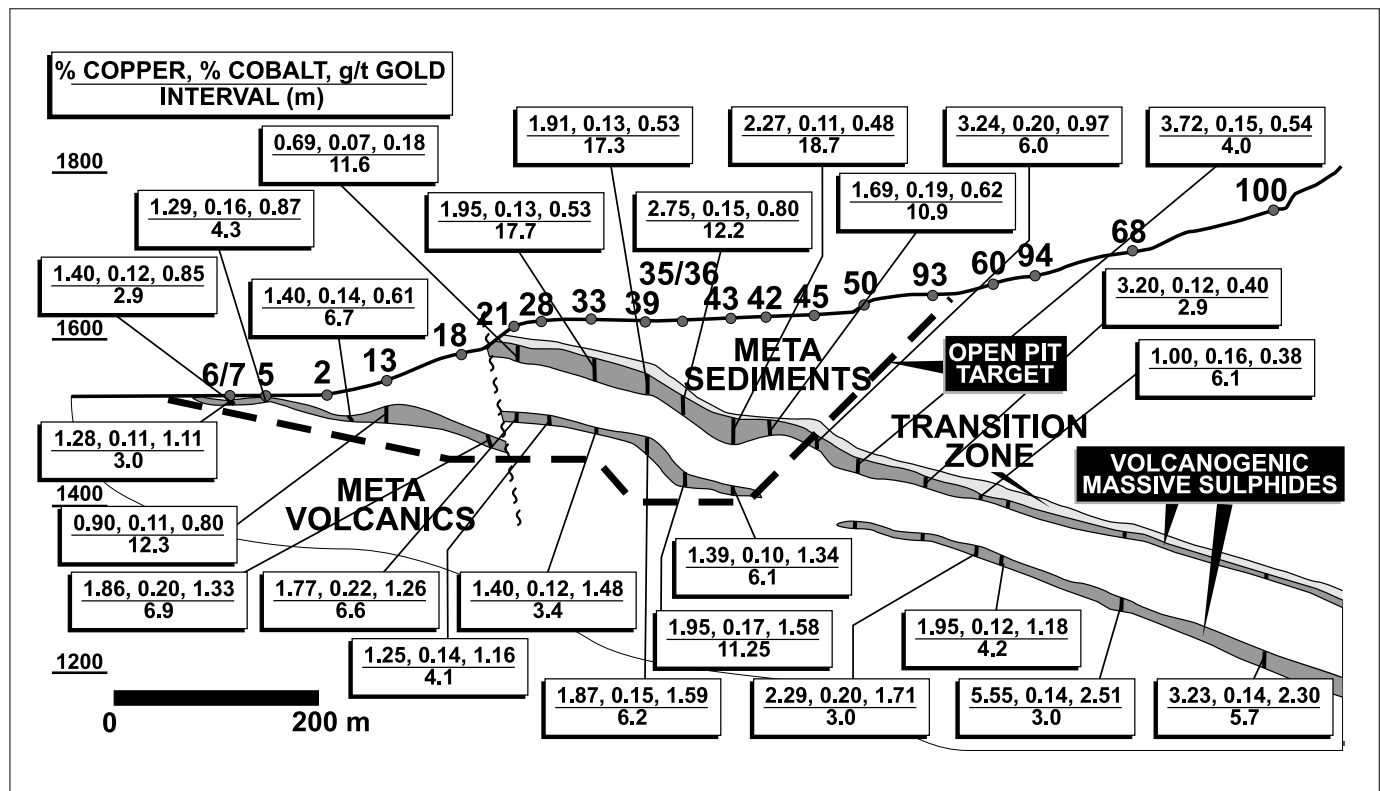 % COPPER, % COBALT, g/t GOLD
INTERVAL (m)
0.69, 0.07, 0.18
11.6
1.91, 0.13, 0.53
17.3
2.27, 0.11, 0.48
18.7
3.24, 0.20, 0.97
6.0
3.72, 0.15, 0.54
4.0
1800
1.29, 0.16, 0.87
4.3
1.95, 0.13, 0.53
17.7
2.75, 0.15, 0.80
12.2
1.69, 0.19, 0.62
10.9
100
1.40, 0.12, 0.85
2.9
1.40, 0.14, 0.61
6.7
35/36
68
94
60
93
50
45
42
43
39
33
28
21
18
13
2
5
6/7
3.20, 0.12, 0.40
2.9
1600
META
SEDIMENTS
OPEN PIT
TARGET
1.00, 0.16, 0.38
6.1
1.28, 0.11, 1.11
3.0
TRANSITION
ZONE
VOLCANOGENIC
MASSIVE SULPHIDES
1400
META
VOLCANICS
0.90, 0.11, 0.80
12.3
1.39, 0.10, 1.34
6.1
1.86, 0.20, 1.33
6.9
1.77, 0.22, 1.26
6.6
1.40, 0.12, 1.48
3.4
1.95, 0.17, 1.58
11.25
1.95, 0.12, 1.18
4.2
1200
1.25, 0.14, 1.16
4.1
1.87, 0.15, 1.59
6.2
2.29, 0.20, 1.71
3.0
5.55, 0.14, 2.51
3.0
3.23, 0.14, 2.30
5.7
0 200 m